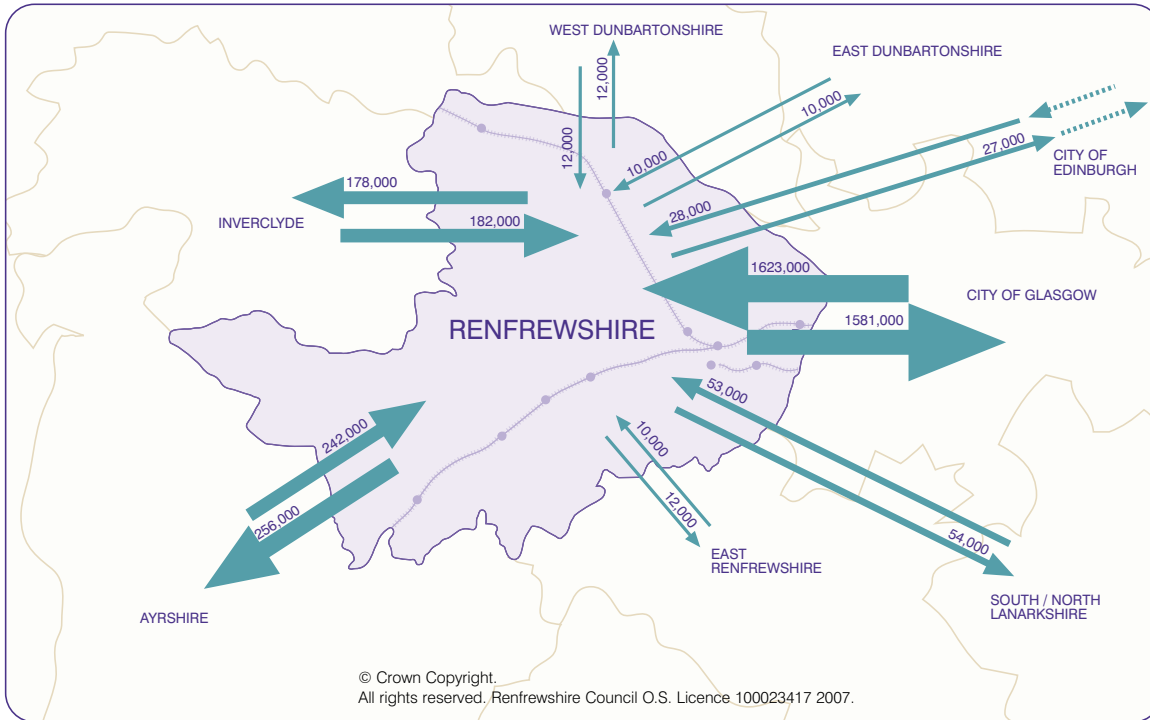 WEST DUNBARTONSHIRE
EAST DUNBARTONSHIRE
12,000
12,000
10,000
10,000
27,000
CITY OF
EDINBURGH
178,000
INVERCLYDE
182,000
28,000
1623,000
CITY OF GLASGOW
1581,000
RENFREWSHIRE
53,000
242,000
10,000
256,000
12,000
54,000
EAST
RENFREWSHIRE
SOUTH / NORTH
LANARKSHIRE
AYRSHIRE
© Crown Copyright.
All rights reserved. Renfrewshire Council O.S. Licence 100023417 2007.